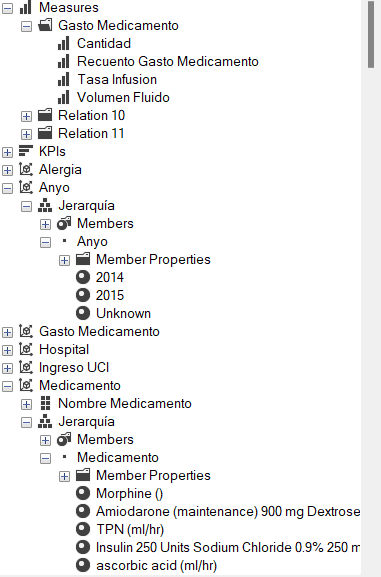 Measures
Gasto Medicamento
Cantidad
Recuento Gasto Medicamento
Tasa Infusion
Volumen Fluido
Relation 10
Relation 11
KPIs
Alergia
Anyo
Jerarquía
Members
Anyo
Member Properties
2014
2015
Unknown
Gasto Medicamento
Hospital
Ingreso UCI
Medicamento
Nombre Medicamento
Jerarquía
Members
Medicamento
Member Properties
Morphine ()
Amiodarone (maintenance) 900 mg Dextrose
TPN (ml/hr)
Insulin 250 Units Sodium Chloride 0.9% 250 m
ascorbic acid (ml/hr)